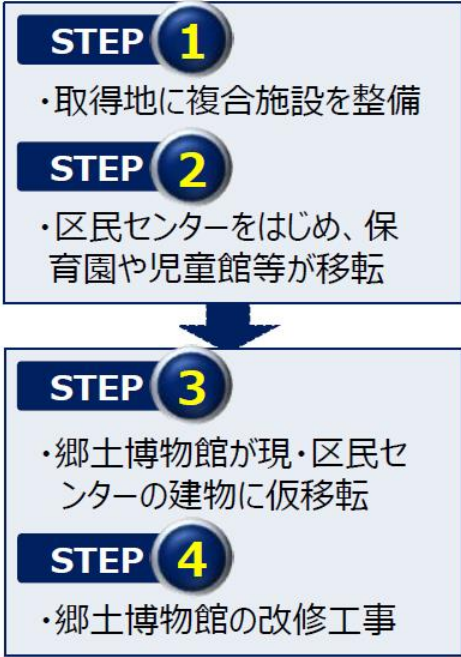 STEP 1
・取得地に複合施設を整備
STEP 2
・区民センターをはじめ、保
育園や児童館等が移転
STEP 3
・郷土博物館が現・区民セ
ンターの建物に仮移転
STEP 4
・郷土博物館の改修工事